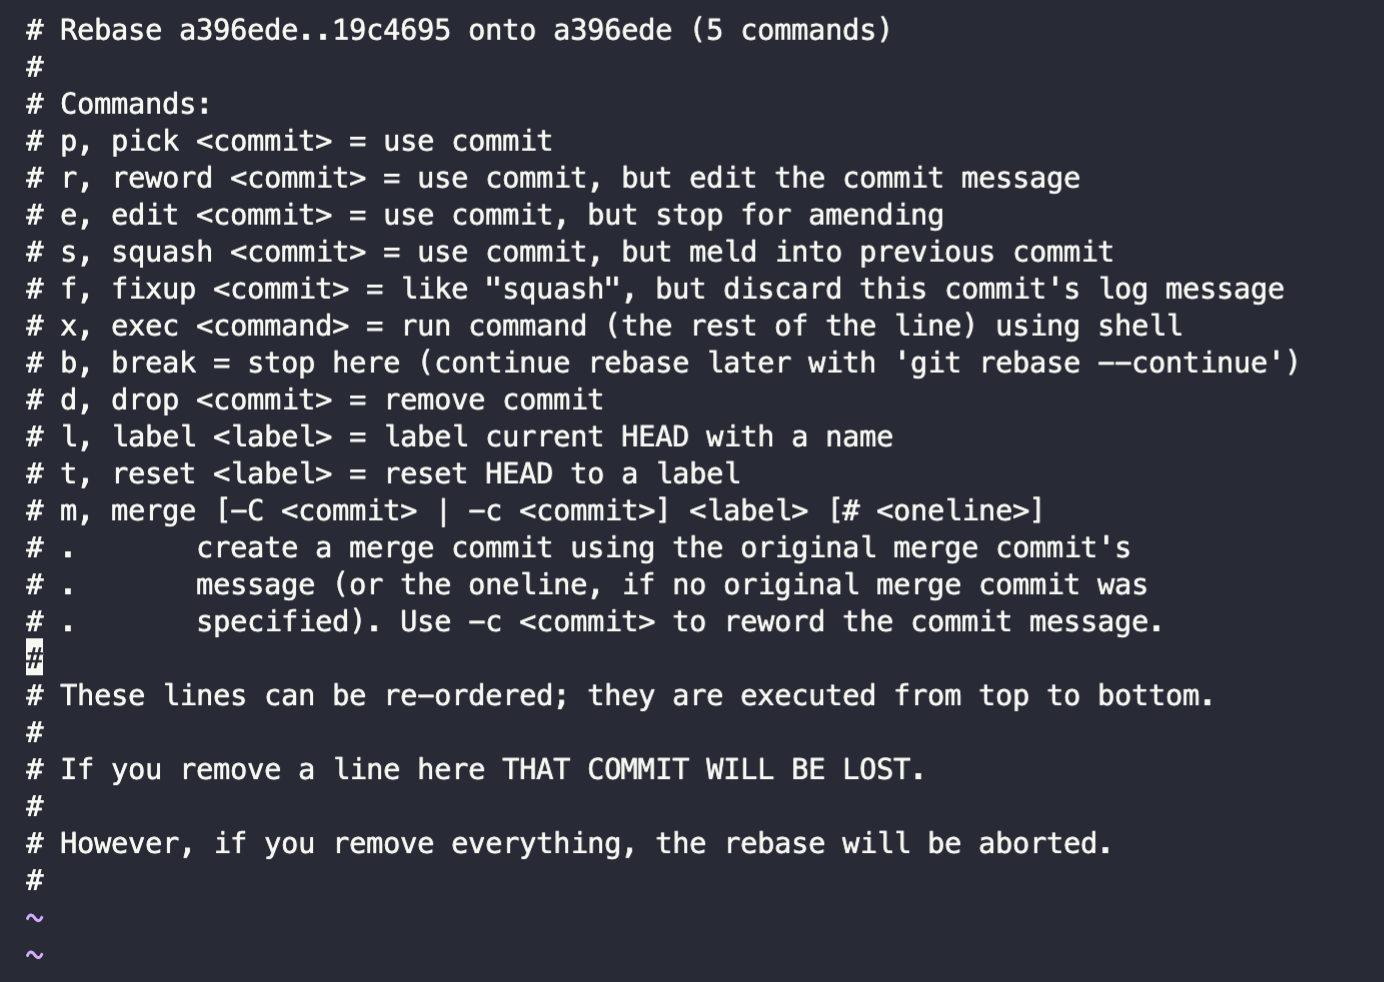 # Rebase a396ede..19c4695 onto a396ede (5 commands)
#
# Commands:
# p, pick <commit> = use commit
# r, reword <commit> = use commit, but edit the commit message
# e, edit <commit> = use commit, but stop for amending
# s, squash <commit> = use commit, but meld into previous commit
# f, fixup <commit> = like "squash", but discard this commit's log message
# x, exec <command> = run command (the rest of the line) using shell
# b, break = stop here (continue rebase later with 'git rebase --continue')
# d, drop <commit> = remove commit
# l, label <label> = label current HEAD with a name
# t, reset <label> = reset HEAD to a label
# m, merge [-C <commit> | -c <commit>] <label> [# <oneline>]
# .       create a merge commit using the original merge commit's
# .       message (or the oneline, if no original merge commit was
# .       specified). Use -c <commit> to reword the commit message.
#
# These lines can be re-ordered; they are executed from top to bottom.
#
# If you remove a line here THAT COMMIT WILL BE LOST.
#
# However, if you remove everything, the rebase will be aborted.
#
~
~